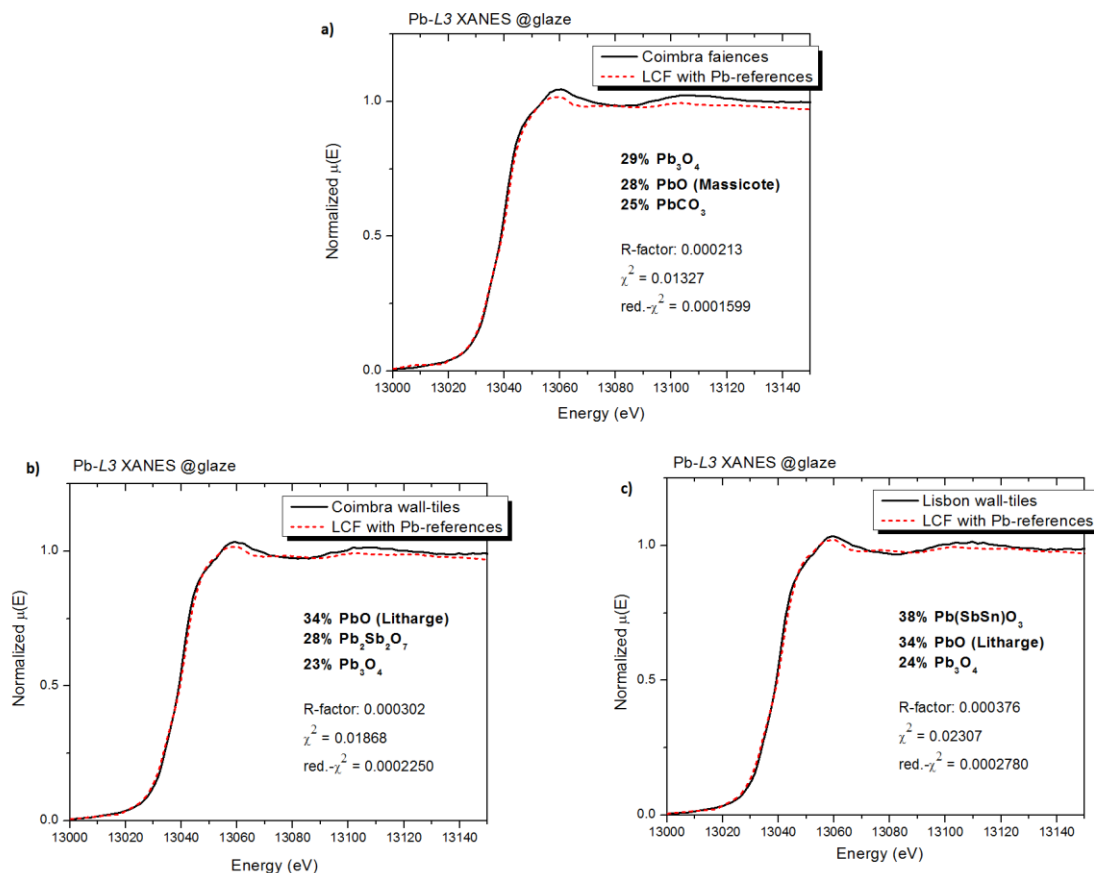 Pb-L3 XANES @glaze
a)
Coimbra faiences
LCF with Pb-references
Normalized μ(E)
1.0
0.5
0.0
29% Pb₃O₄
28% PbO (Massicote)
25% PbCO₃
R-factor: 0.000213
χ² = 0.01327
red.-χ² = 0.0001599
13000 13020 13040 13060 13080 13100 13120 13140
Energy (eV)
b)
Pb-L3 XANES @glaze
Coimbra wall-tiles
LCF with Pb-references
Normalized μ(E)
1.0
0.5
0.0
34% PbO (Litharge)
28% Pb₂Sb₂O₇
23% Pb₃O₄
R-factor: 0.000302
χ² = 0.01868
red.-χ² = 0.0002250
13000 13020 13040 13060 13080 13100 13120 13140
Energy (eV)
Pb-L3 XANES @glaze
c)
Lisbon wall-tiles
LCF with Pb-references
Normalized μ(E)
1.0
0.5
0.0
38% Pb(SbSn)O₃
34% PbO (Litharge)
24% Pb₃O₄
R-factor: 0.000376
χ² = 0.02307
red.-χ² = 0.0002780
13000 13020 13040 13060 13080 13100 13120 13140
Energy (eV)